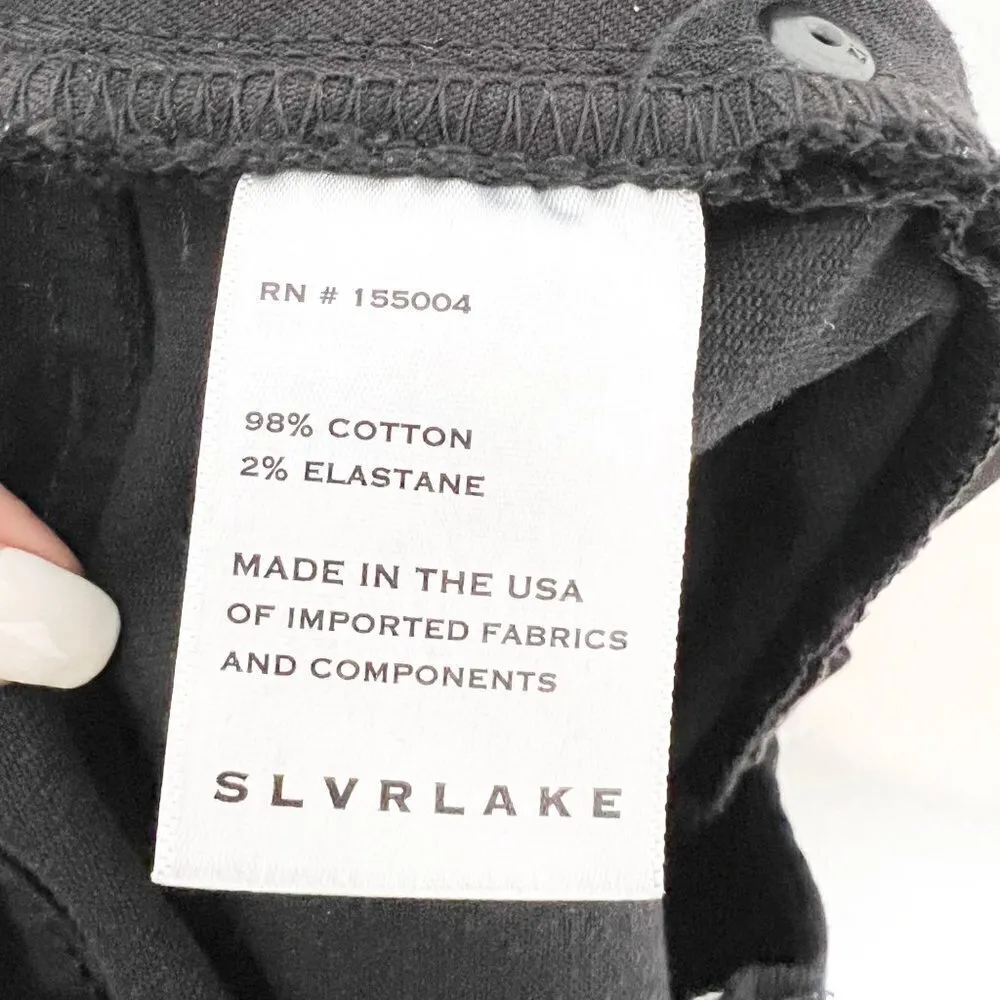 RN # 155004
98% COTTON
2% ELASTANE
MADE IN THE USA
OF IMPORTED FABRICS
AND COMPONENTS
SLVRLAKE